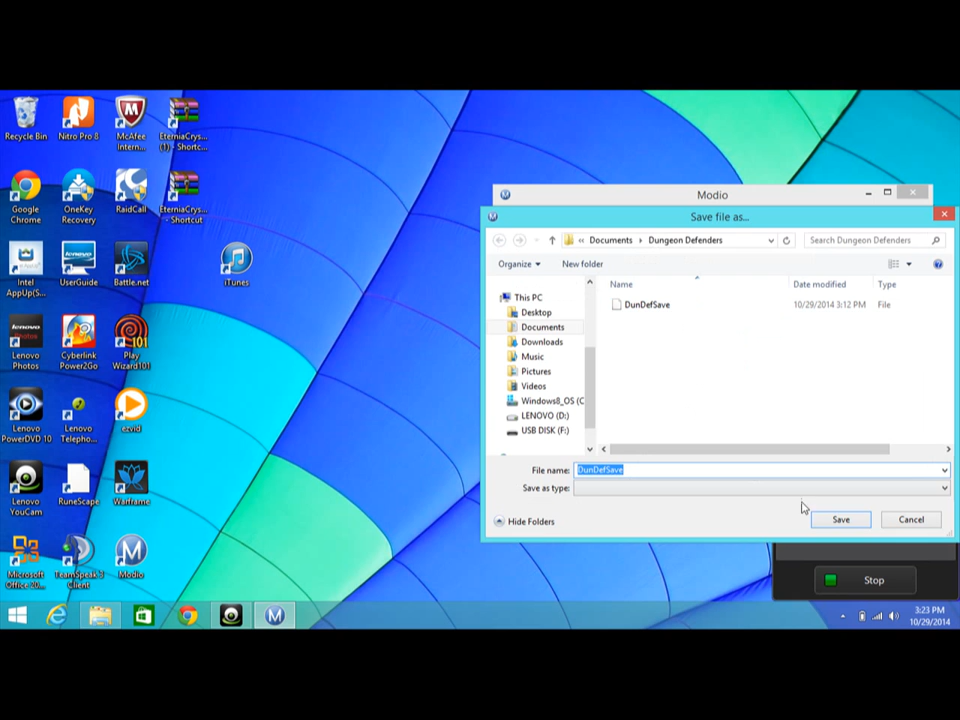 Recycle Bin
Nitro Pro 8
McAfee
Intern...
EterniaCrys...
(1) - Shortc...
Google
Chrome
OneKey
Recovery
RaidCall
EterniaCrys...
- Shortcut
Intel
AppUp(S...
lenovo
UserGuide
Battle.net
iTunes
lenovo
Photos
Lenovo
Photos
Cyberlink
Power2Go
101
Play
Wizard101
Lenovo
PowerDVD 10
Lenovo
Telepho...
ezvid
Lenovo
YouCam
RuneScape
Warframe
Microsoft
Office 20...
TeamSpeak 3
Client
M
Modio
Modio
Save file as...
« Documents › Dungeon Defenders
Search Dungeon Defenders
Organize
New folder
Name
Date modified
Type
This PC
Desktop
Documents
Downloads
Music
Pictures
Videos
Windows8_OS (C
LENOVO (D:)
USB DISK (F:)
DunDefSave
10/29/2014 3:12 PM
File
File name: DunDefSave
Save as type:
Hide Folders
Save
Cancel
Stop
M
3:23 PM
10/29/2014